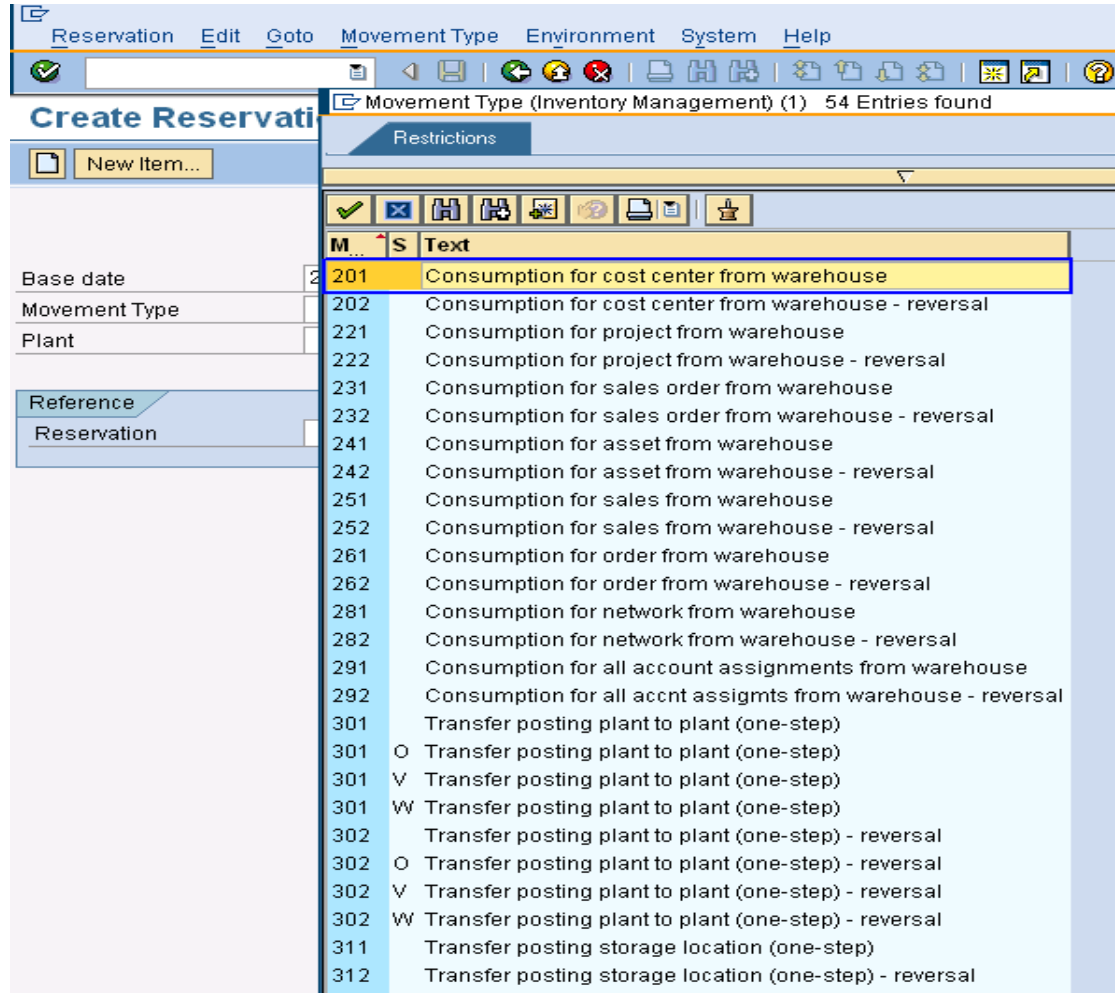 Reservation Edit Goto Movement Type Environment System Help
Movement Type (Inventory Management) (1) 54 Entries found
Create Reservati
Restrictions
New Item...
M... S Text
Base date 2
Movement Type
Plant
Reference
Reservation
201 Consumption for cost center from warehouse
202 Consumption for cost center from warehouse - reversal
221 Consumption for project from warehouse
222 Consumption for project from warehouse - reversal
231 Consumption for sales order from warehouse
232 Consumption for sales order from warehouse - reversal
241 Consumption for asset from warehouse
242 Consumption for asset from warehouse - reversal
251 Consumption for sales from warehouse
252 Consumption for sales from warehouse - reversal
261 Consumption for order from warehouse
262 Consumption for order from warehouse - reversal
281 Consumption for network from warehouse
282 Consumption for network from warehouse - reversal
291 Consumption for all account assignments from warehouse
292 Consumption for all accnt assigmts from warehouse - reversal
301 Transfer posting plant to plant (one-step)
301 O Transfer posting plant to plant (one-step)
301 V Transfer posting plant to plant (one-step)
301 W Transfer posting plant to plant (one-step)
302 Transfer posting plant to plant (one-step) - reversal
302 O Transfer posting plant to plant (one-step) - reversal
302 V Transfer posting plant to plant (one-step) - reversal
302 W Transfer posting plant to plant (one-step) - reversal
311 Transfer posting storage location (one-step)
312 Transfer posting storage location (one-step) - reversal